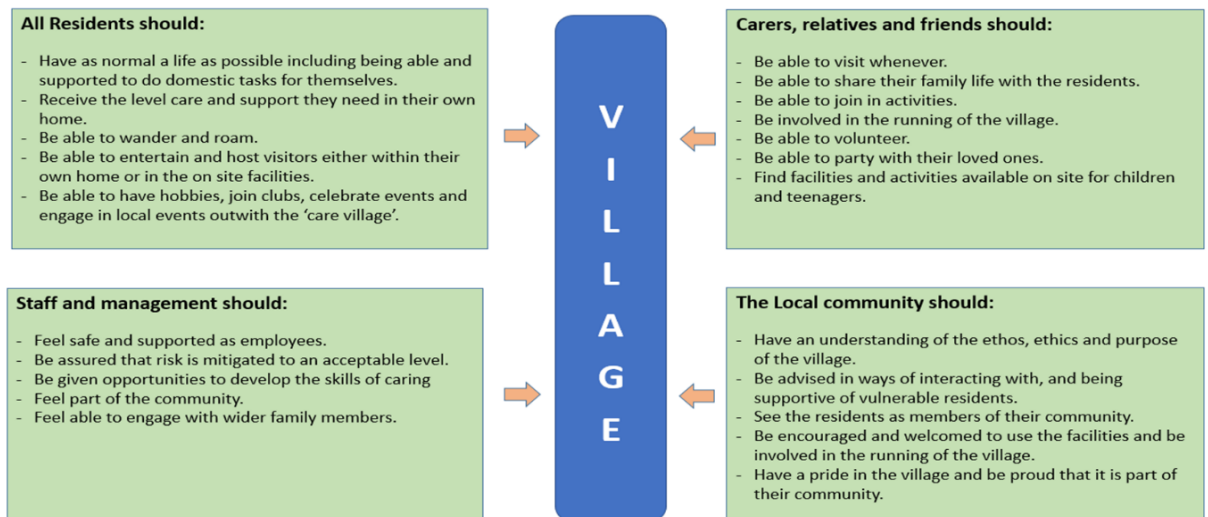 All Residents should:
- Have as normal a life as possible including being able and
supported to do domestic tasks for themselves.
- Receive the level care and support they need in their own
home.
- Be able to wander and roam.
- Be able to entertain and host visitors either within their
own home or in the on site facilities.
- Be able to have hobbies, join clubs, celebrate events and
engage in local events outwith the ‘care village’.
Carers, relatives and friends should:
- Be able to visit whenever.
- Be able to share their family life with the residents.
- Be able to join in activities.
- Be involved in the running of the village.
- Be able to volunteer.
- Be able to party with their loved ones.
- Find facilities and activities available on site for children
and teenagers.
V
I
L
L
A
G
E
Staff and management should:
- Feel safe and supported as employees.
- Be assured that risk is mitigated to an acceptable level.
- Be given opportunities to develop the skills of caring
- Feel part of the community.
- Feel able to engage with wider family members.
The Local community should:
- Have an understanding of the ethos, ethics and purpose
of the village.
- Be advised in ways of interacting with, and being
supportive of vulnerable residents.
- See the residents as members of their community.
- Be encouraged and welcomed to use the facilities and be
involved in the running of the village.
- Have a pride in the village and be proud that it is part of
their community.